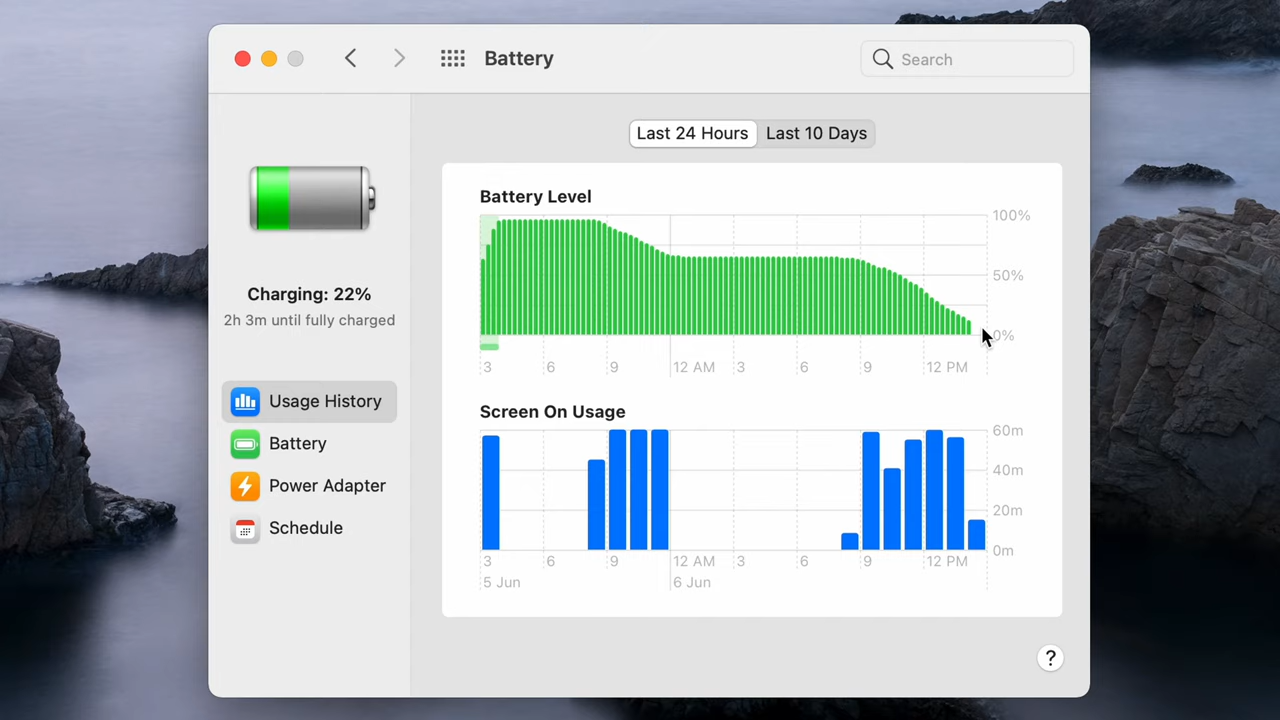 Battery
Search
Last 24 Hours
Last 10 Days
Charging: 22%
2h 3m until fully charged
Usage History
Battery
Power Adapter
Schedule
Battery Level
100%
50%
0%
3 6 9 12 AM 3 6 9 12 PM
Screen On Usage
60m
40m
20m
0m
3 6 9 12 AM 3 6 9 12 PM
5 Jun 6 Jun
?